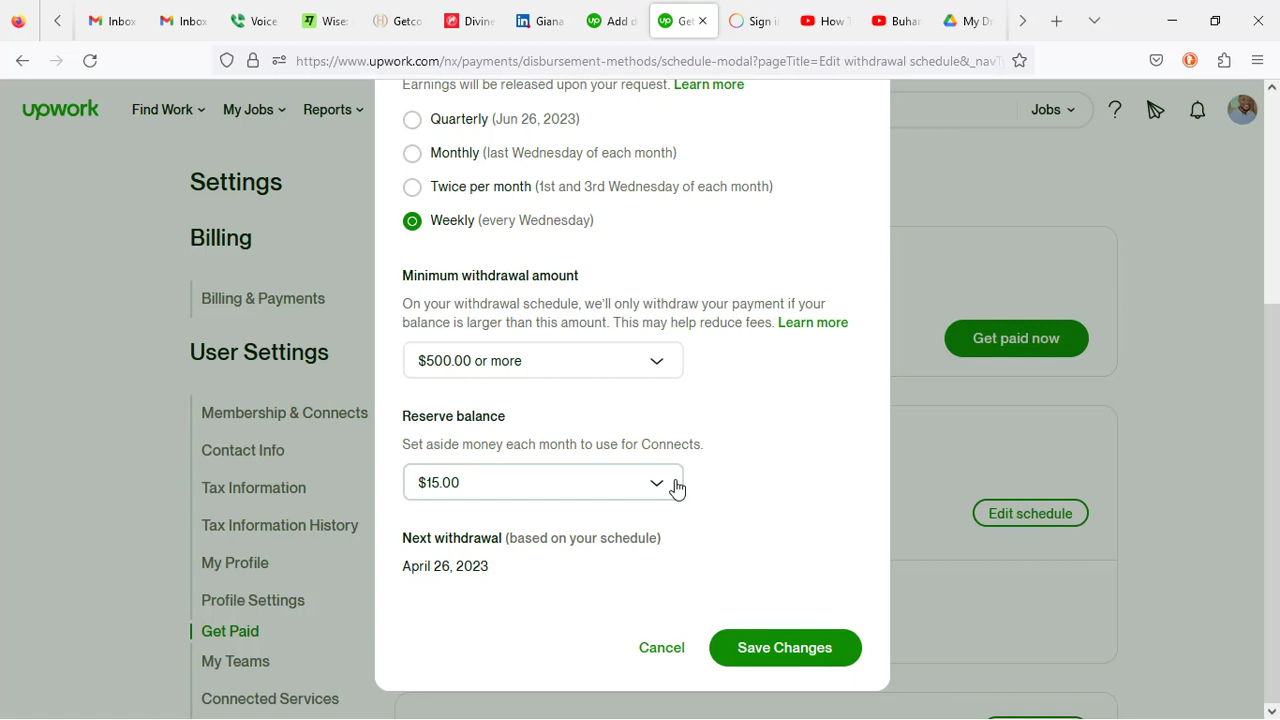 Inbox
Inbox
Voice
Wise:
Getco
Divine
Giana
Add d
Get
Sign i
How T
Buhar
My Dr
https://www.upwork.com/nx/payments/disbursement-methods/schedule-modal?pageTitle=Edit withdrawal schedule&_navT
Earnings will be released upon your request. Learn more
upwork
Find Work
My Jobs
Reports
Jobs
?
Quarterly (Jun 26, 2023)
Monthly (last Wednesday of each month)
Twice per month (1st and 3rd Wednesday of each month)
Weekly (every Wednesday)
Settings
Billing
Billing & Payments
User Settings
Membership & Connects
Contact Info
Tax Information
Tax Information History
My Profile
Profile Settings
Get Paid
My Teams
Connected Services
Minimum withdrawal amount
On your withdrawal schedule, we'll only withdraw your payment if your
balance is larger than this amount. This may help reduce fees. Learn more
$500.00 or more
Reserve balance
Set aside money each month to use for Connects.
$15.00
Next withdrawal (based on your schedule)
April 26, 2023
Cancel
Save Changes
Get paid now
Edit schedule